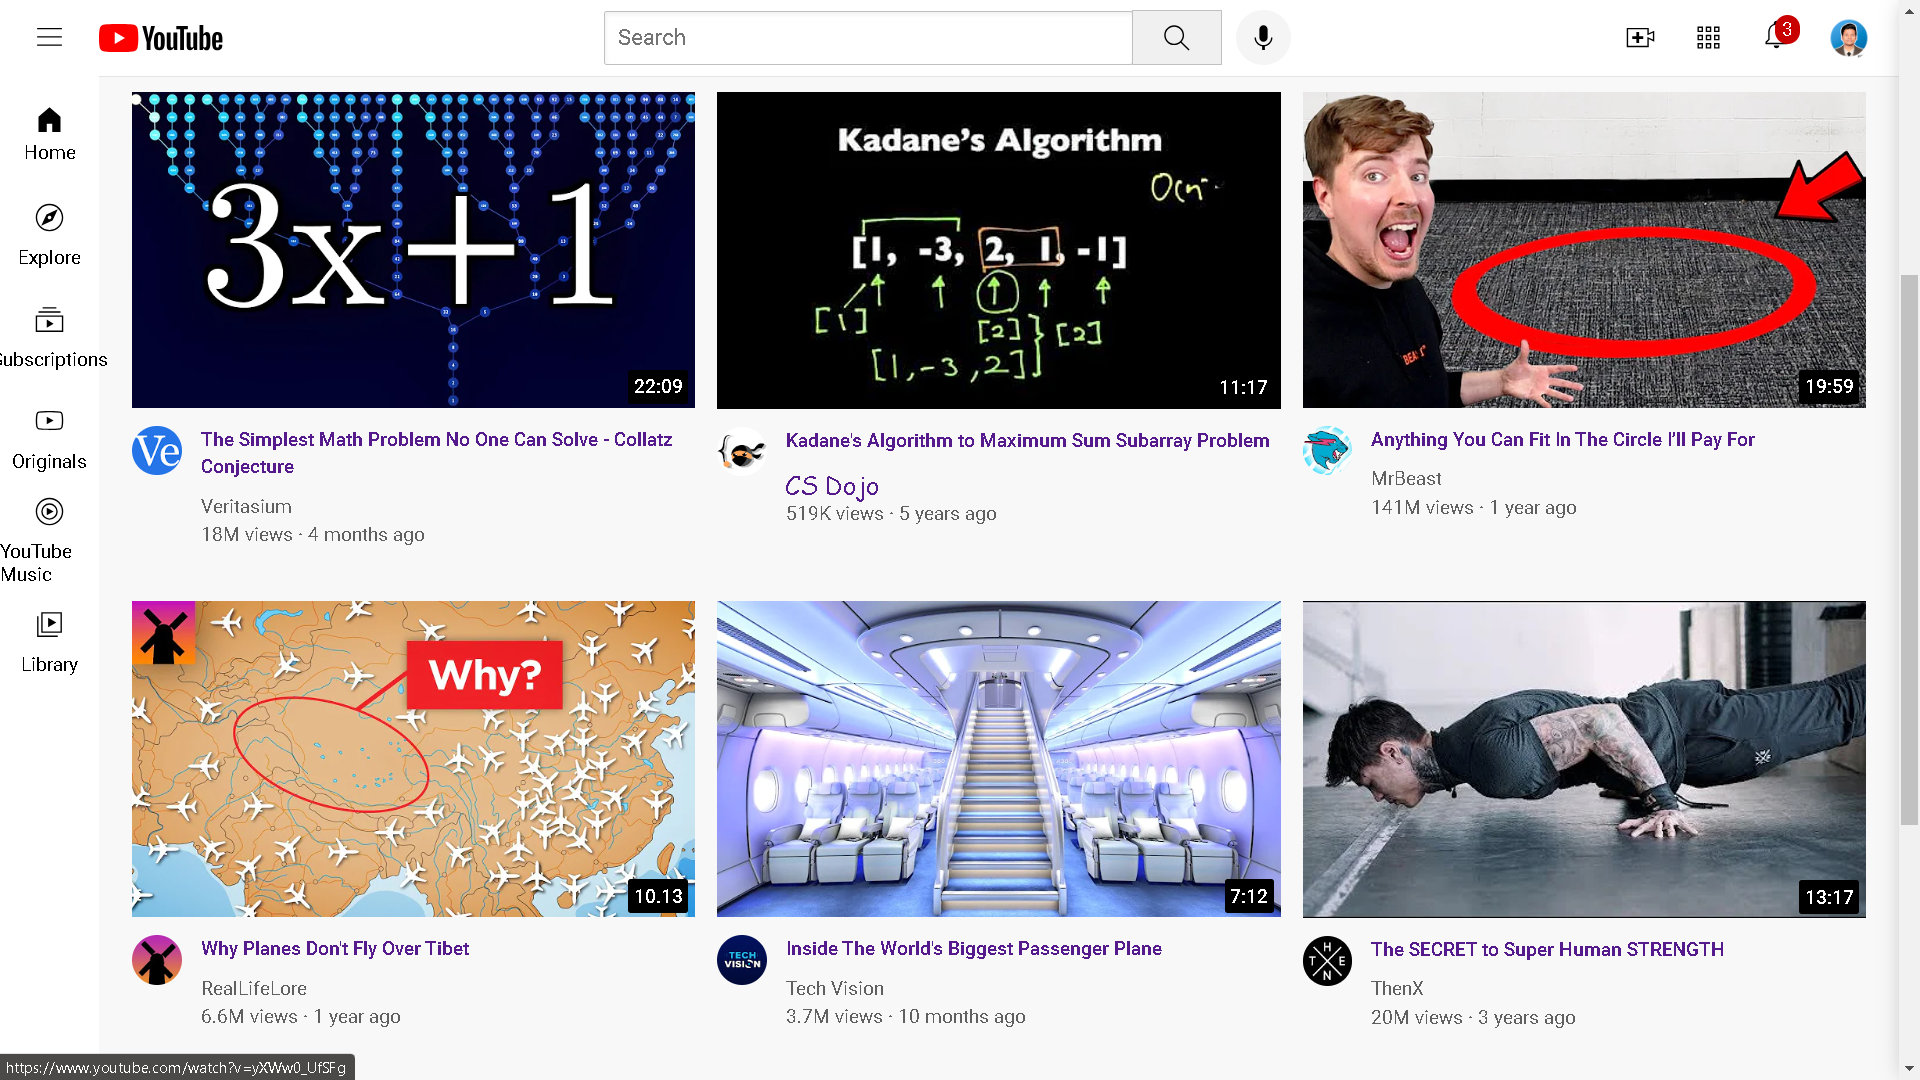 YouTube
Search
3
Home
Explore
ubscriptions
Originals
YouTube
Music
Library
3x+1
22:09
The Simplest Math Problem No One Can Solve - Collatz
Conjecture
Ve
Veritasium
18M views · 4 months ago
Kadane's Algorithm
[1, -3, 2, 1, -1]
[1]
[2]
[2]
[1,-3,2]
11:17
Kadane's Algorithm to Maximum Sum Subarray Problem
CS Dojo
519K views · 5 years ago
19:59
Anything You Can Fit In The Circle I’ll Pay For
MrBeast
141M views · 1 year ago
Why?
10.13
Why Planes Don't Fly Over Tibet
RealLifeLore
6.6M views · 1 year ago
7:12
TECH
VISION
Inside The World's Biggest Passenger Plane
Tech Vision
3.7M views · 10 months ago
13:17
THEN
The SECRET to Super Human STRENGTH
ThenX
20M views · 3 years ago
https://www.youtube.com/watch?v=yXWw0_UfSFg